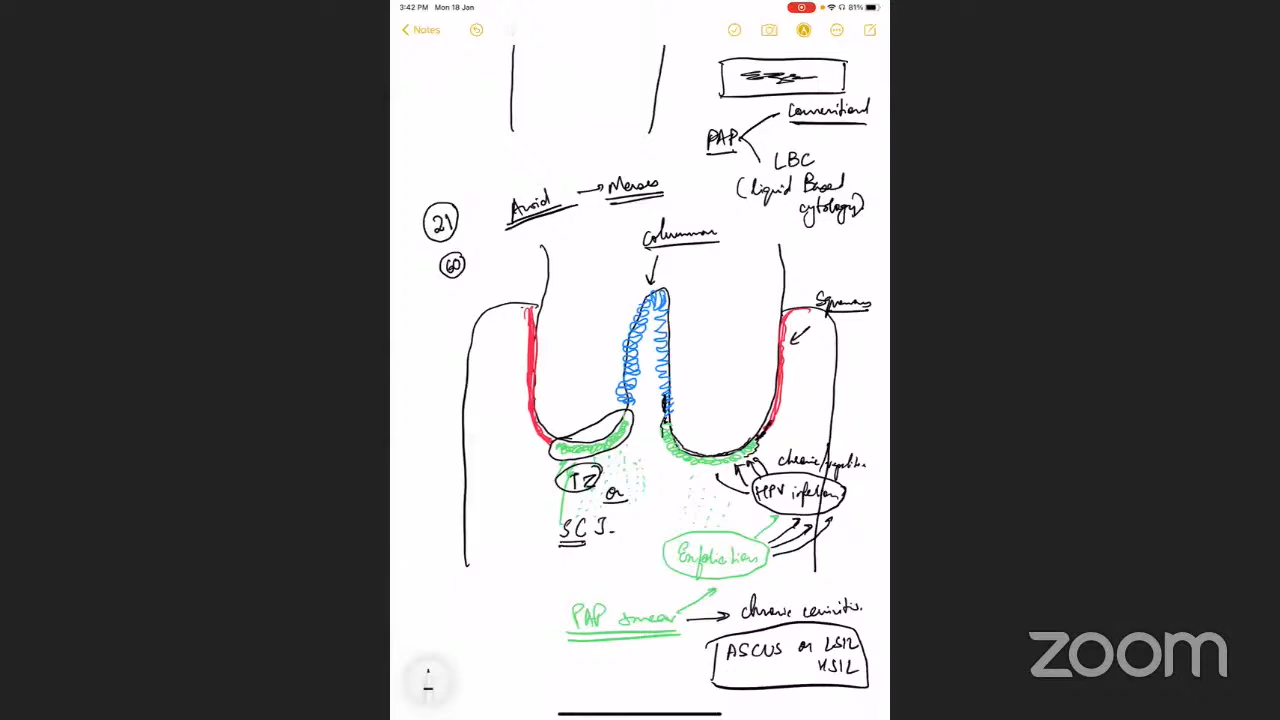 3:42 PM Mon 18 Jan
81%
Notes
Conventional
PAP
LBC
(liquid Based
cytology)
Avoid → Menses
21
60
Columnar
Squamous
TZ
or
SCJ.
chronic/
HPV infection
Exfoliation
PAP smear → chronic cervicitis.
ASCUS or LSIL
HSIL
zoom